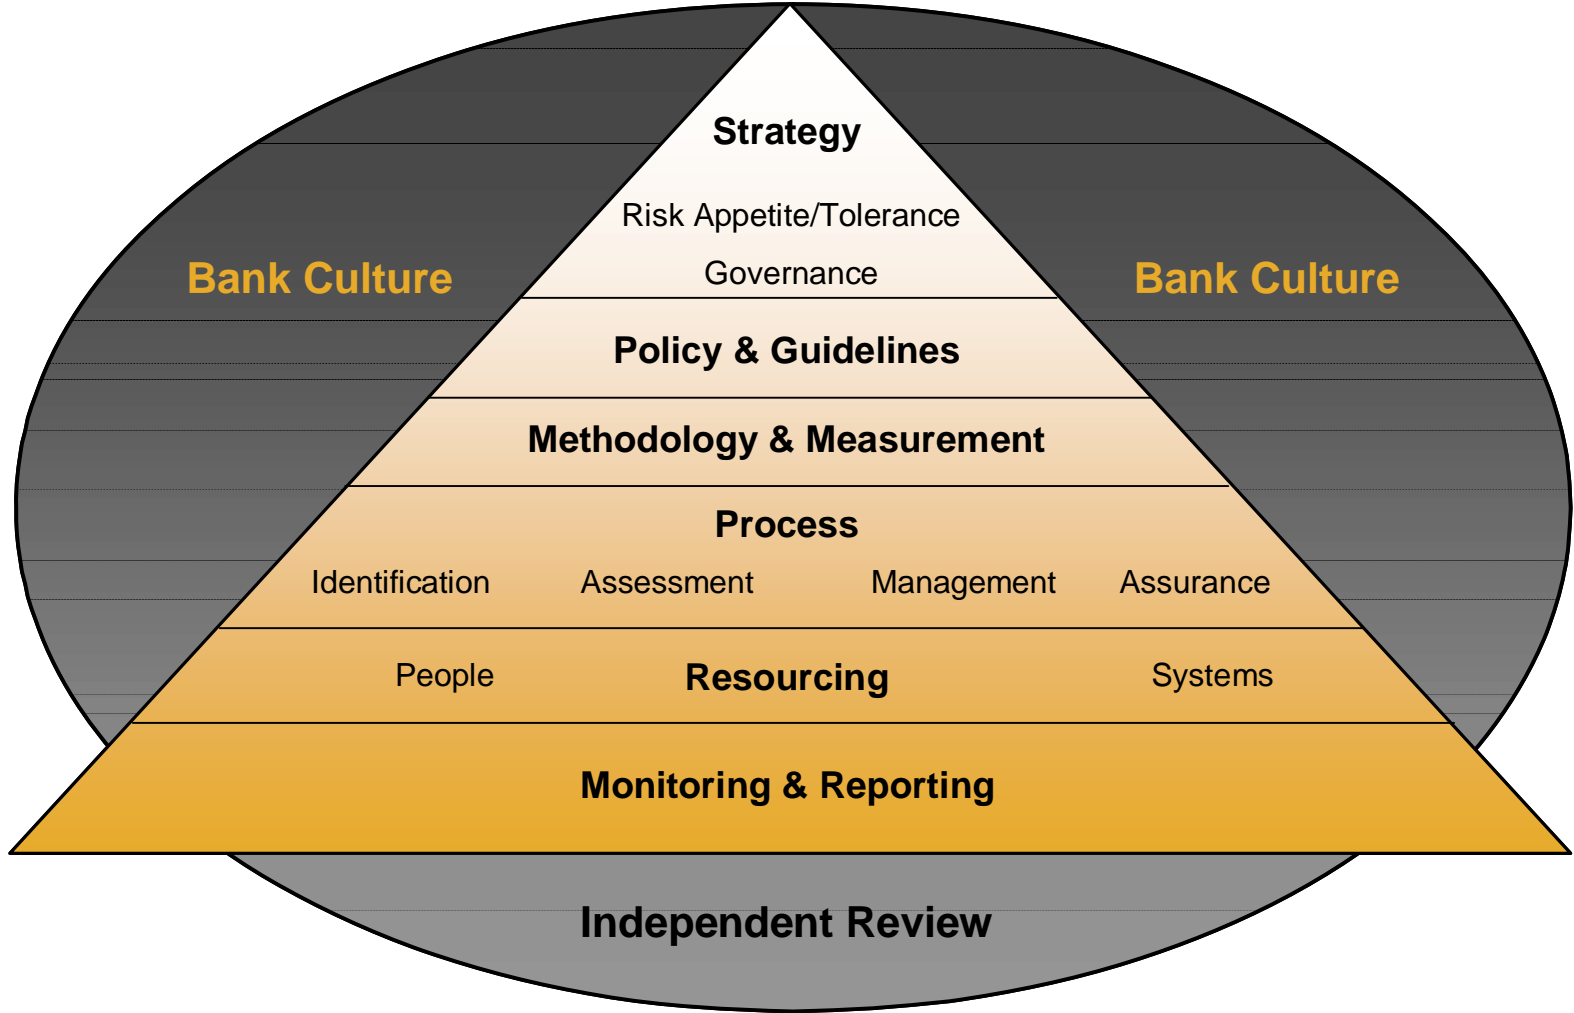 Strategy
Risk Appetite/Tolerance
Governance
Bank Culture
Bank Culture
Policy & Guidelines
Methodology & Measurement
Process
Identification Assessment Management Assurance
People Resourcing Systems
Monitoring & Reporting
Independent Review